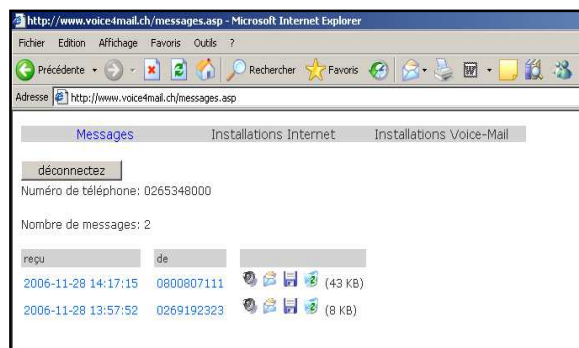 http://www.voice4mail.ch/messages.asp - Microsoft Internet Explorer
Fichier Edition Affichage Favoris Outils ?
Précédente Rechercher Favoris
Adresse http://www.voice4mail.ch/messages.asp
Messages Installations Internet Installations Voice-Mail
déconnectez
Numéro de téléphone: 0265348000
Nombre de messages: 2
reçu de
2006-11-28 14:17:15 0800807111 (43 KB)
2006-11-28 13:57:52 0269192323 (8 KB)